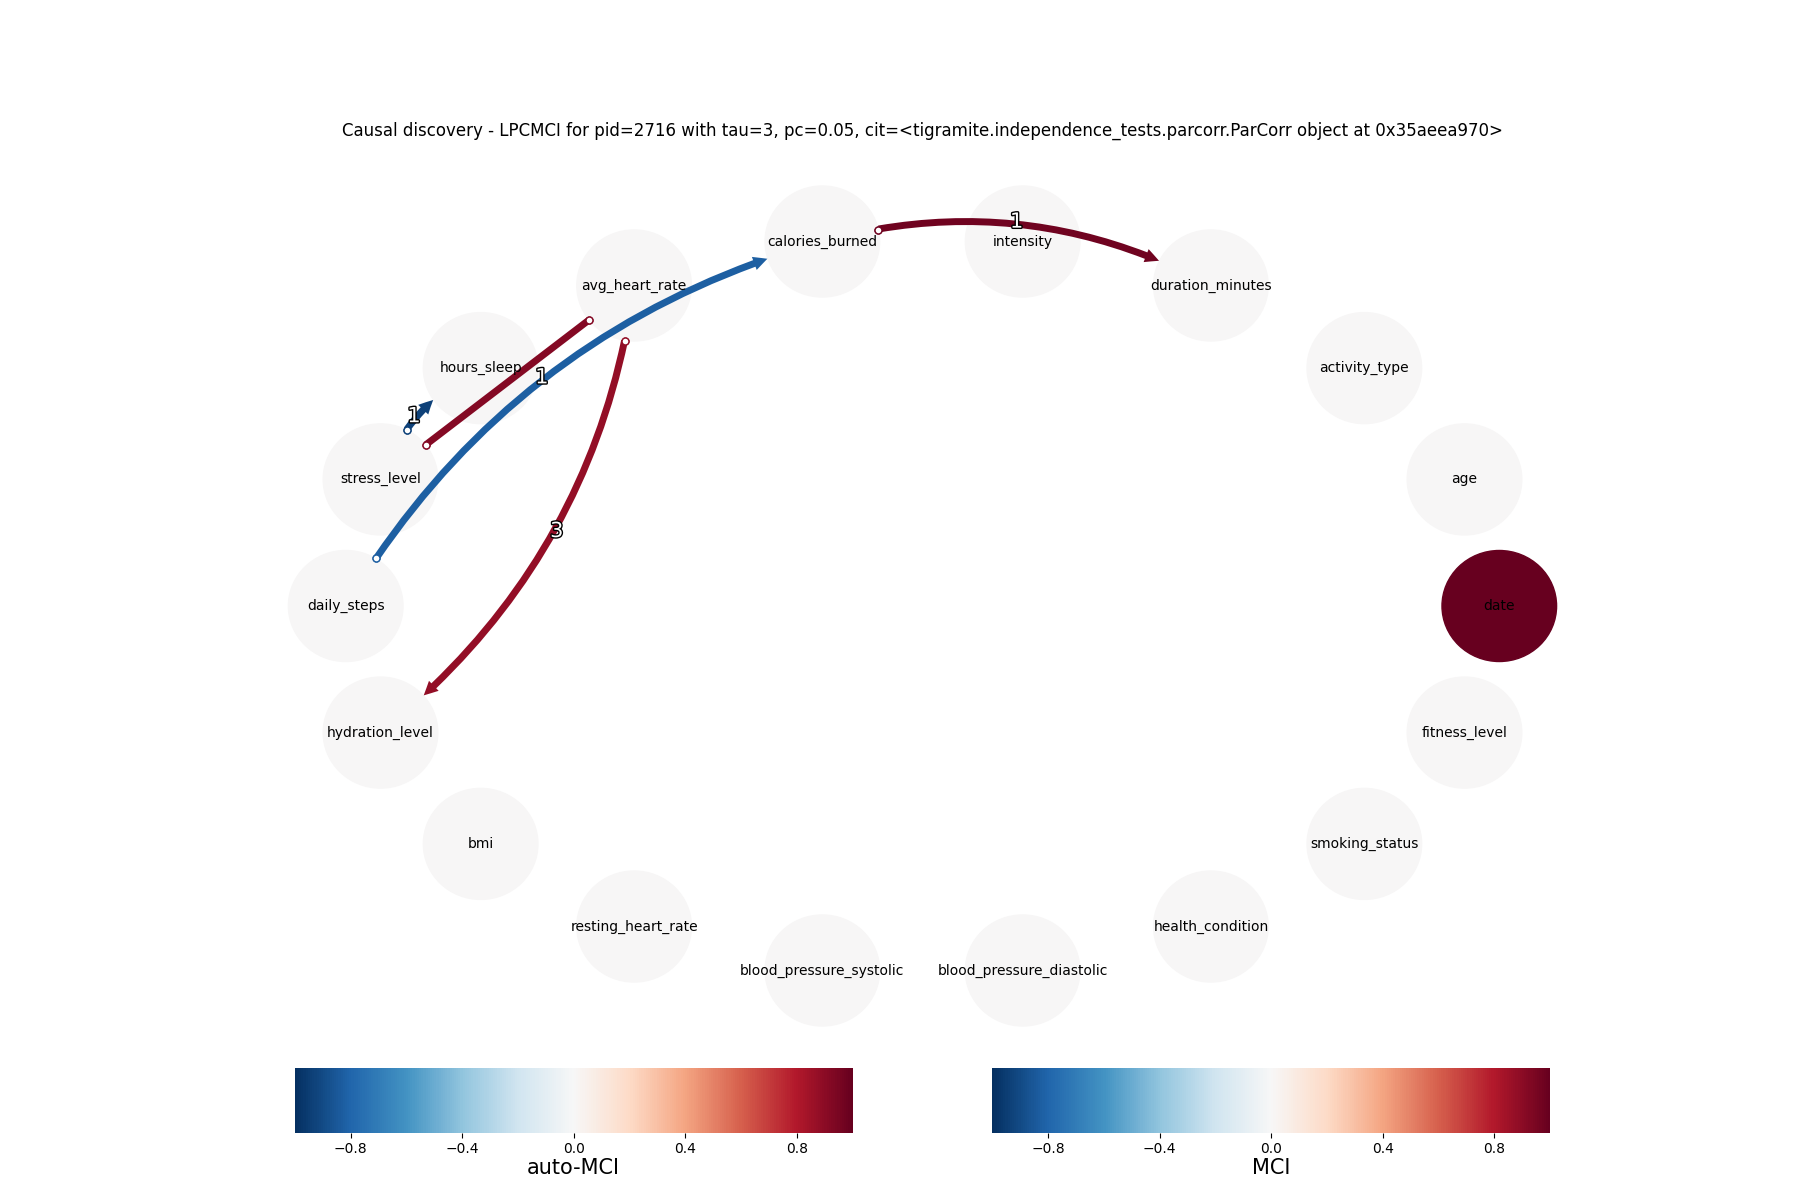 Causal discovery - LPCMCI for pid=2716 with tau=3, pc=0.05, cit=<tigramite.independence_tests.parcorr.ParCorr object at 0x35aeea970>
1
calories_burned
intensity
avg_heart_rate
duration_minutes
hours_sleep
1
activity_type
1
stress_level
age
3
daily_steps
date
hydration_level
fitness_level
bmi
smoking_status
resting_heart_rate
health_condition
blood_pressure_systolic
blood_pressure_diastolic
−0.8 −0.4 0.0 0.4 0.8
auto-MCI
−0.8 −0.4 0.0 0.4 0.8
MCI